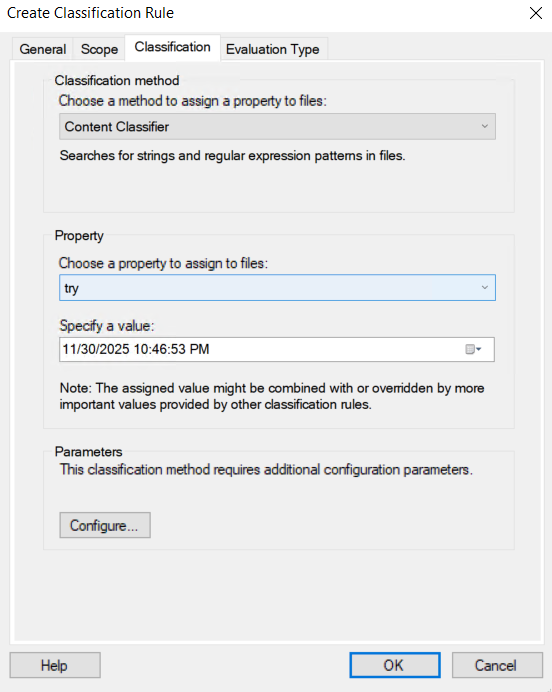 Create Classification Rule
General Scope Classification Evaluation Type
Classification method
Choose a method to assign a property to files:
Content Classifier
Searches for strings and regular expression patterns in files.
Property
Choose a property to assign to files:
try
Specify a value:
11/30/2025 10:46:53 PM
Note: The assigned value might be combined with or overridden by more
important values provided by other classification rules.
Parameters
This classification method requires additional configuration parameters.
Configure...
Help OK Cancel